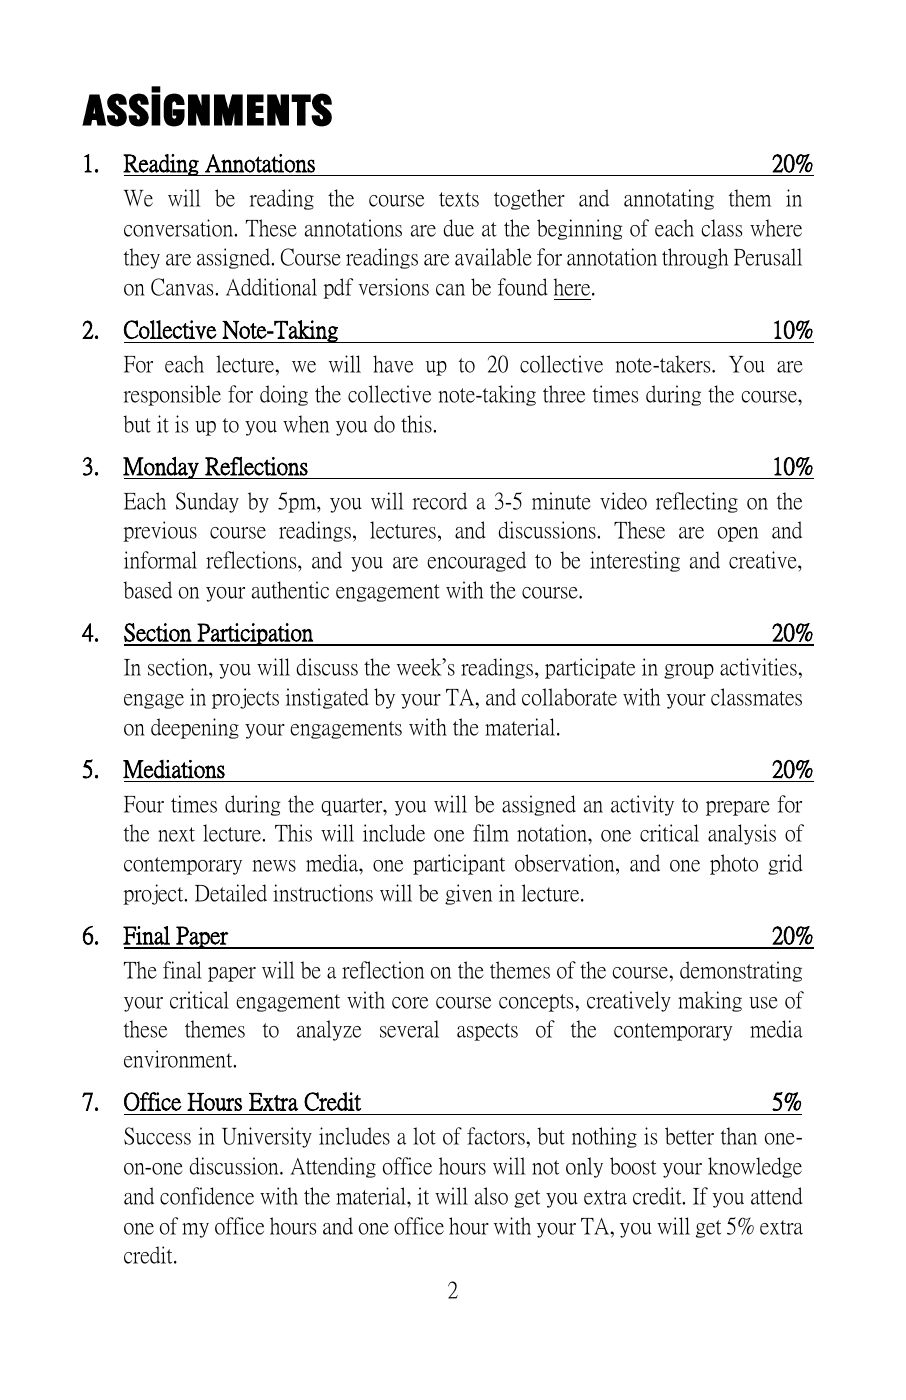 ASSiGNMENTS
1. Reading Annotations 20%
We will be reading the course texts together and annotating them in
conversation. These annotations are due at the beginning of each class where
they are assigned. Course readings are available for annotation through Perusall
on Canvas. Additional pdf versions can be found here.
2. Collective Note-Taking 10%
For each lecture, we will have up to 20 collective note-takers. You are
responsible for doing the collective note-taking three times during the course,
but it is up to you when you do this.
3. Monday Reflections 10%
Each Sunday by 5pm, you will record a 3-5 minute video reflecting on the
previous course readings, lectures, and discussions. These are open and
informal reflections, and you are encouraged to be interesting and creative,
based on your authentic engagement with the course.
4. Section Participation 20%
In section, you will discuss the week’s readings, participate in group activities,
engage in projects instigated by your TA, and collaborate with your classmates
on deepening your engagements with the material.
5. Mediations 20%
Four times during the quarter, you will be assigned an activity to prepare for
the next lecture. This will include one film notation, one critical analysis of
contemporary news media, one participant observation, and one photo grid
project. Detailed instructions will be given in lecture.
6. Final Paper 20%
The final paper will be a reflection on the themes of the course, demonstrating
your critical engagement with core course concepts, creatively making use of
these themes to analyze several aspects of the contemporary media
environment.
7. Office Hours Extra Credit 5%
Success in University includes a lot of factors, but nothing is better than one-
on-one discussion. Attending office hours will not only boost your knowledge
and confidence with the material, it will also get you extra credit. If you attend
one of my office hours and one office hour with your TA, you will get 5% extra
credit.
2